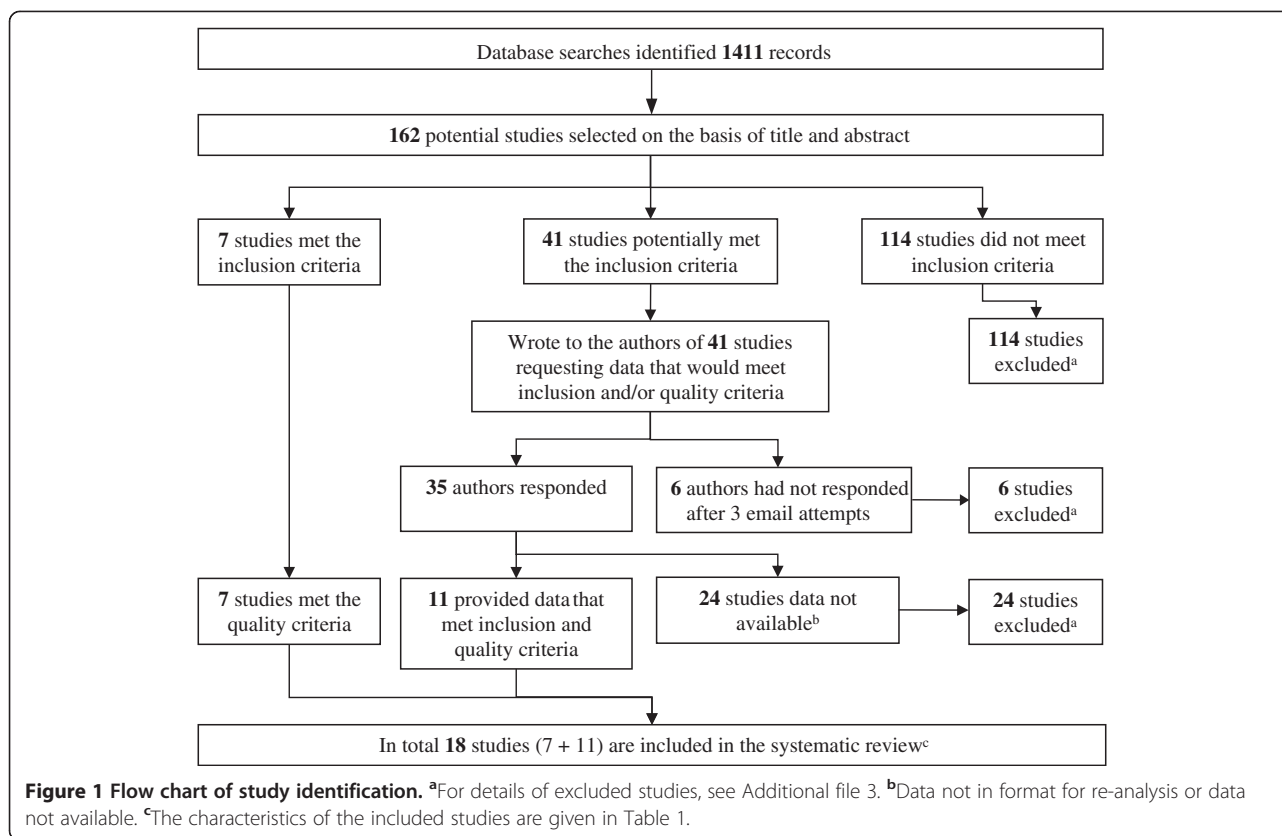 Database searches identified 1411 records
162 potential studies selected on the basis of title and abstract
7 studies met the
inclusion criteria
41 studies potentially met
the inclusion criteria
114 studies did not meet
inclusion criteria
114 studies
excludedᵃ
Wrote to the authors of 41 studies
requesting data that would meet
inclusion and/or quality criteria
35 authors responded
6 authors had not responded
after 3 email attempts
6 studies
excludedᵃ
7 studies met the
quality criteria
11 provided data that
met inclusion and
quality criteria
24 studies data not
availableᵇ
24 studies
excludedᵃ
In total 18 studies (7 + 11) are included in the systematic reviewᶜ
Figure 1 Flow chart of study identification. ᵃFor details of excluded studies, see Additional file 3. ᵇData not in format for re-analysis or data
not available. ᶜThe characteristics of the included studies are given in Table 1.